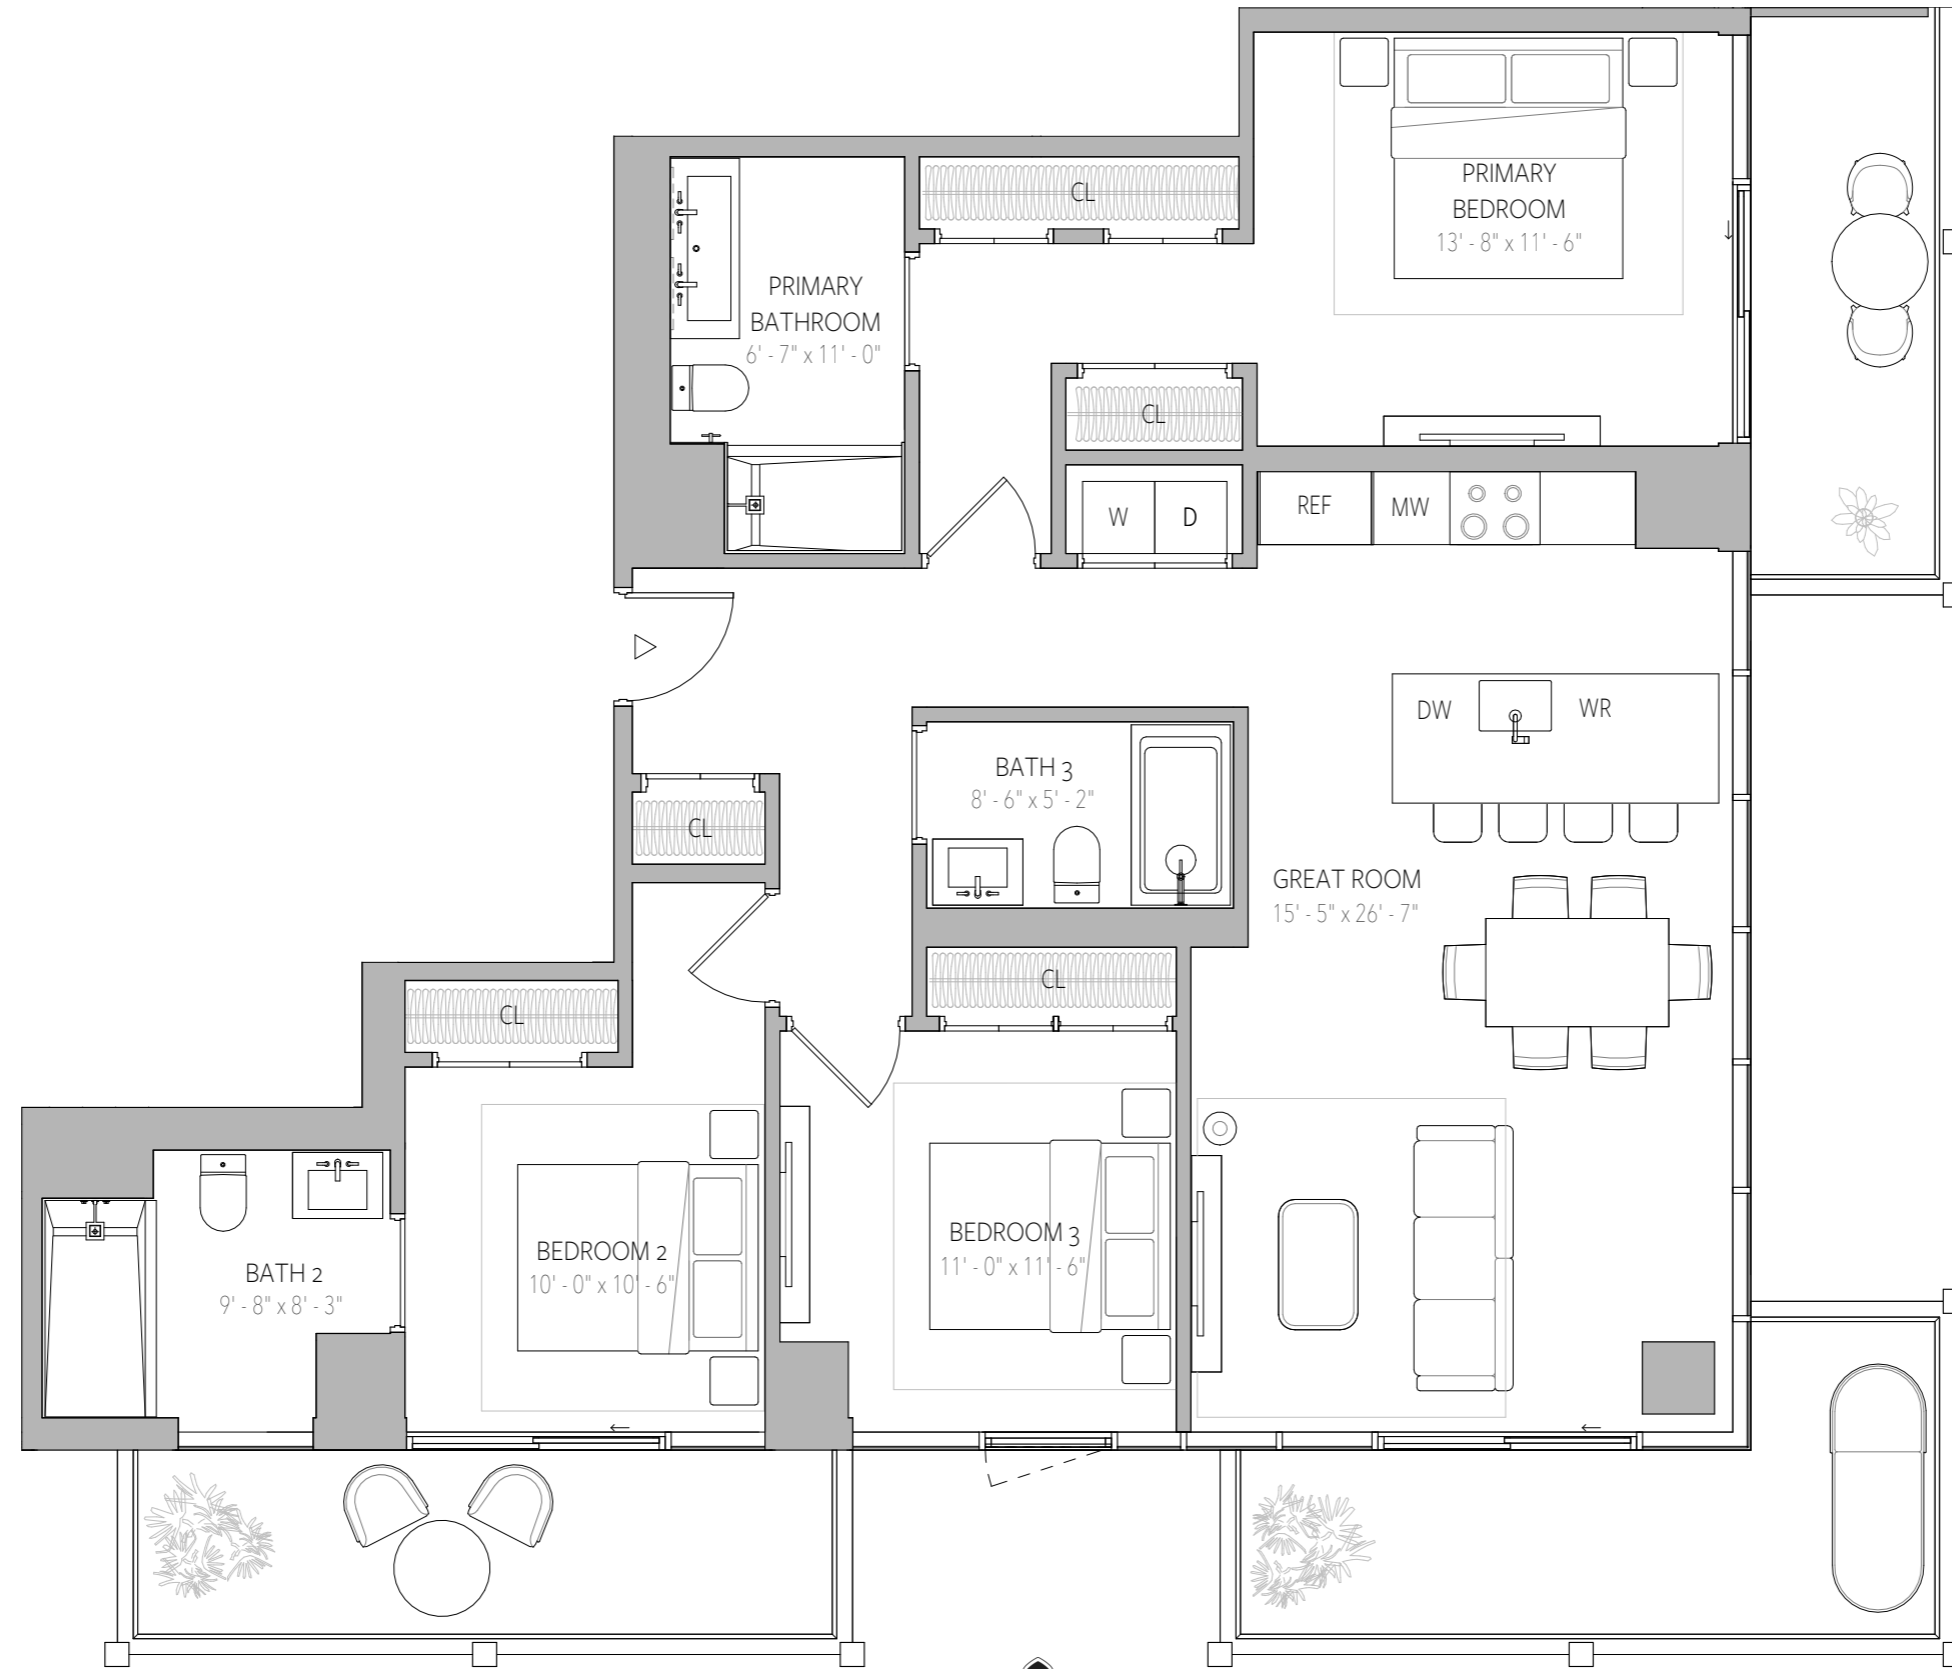 CL
PRIMARY
BEDROOM
13' - 8" x 11' - 6"
PRIMARY
BATHROOM
6' - 7" x 11' - 0"
CL
W
D
REF
MW
DW
WR
BATH 3
8' - 6" x 5' - 2"
CL
GREAT ROOM
15' - 5" x 26' - 7"
CL
CL
BEDROOM 2
10' - 0" x 10' - 6"
BEDROOM 3
11' - 0" x 11' - 6"
BATH 2
9' - 8" x 8' - 3"